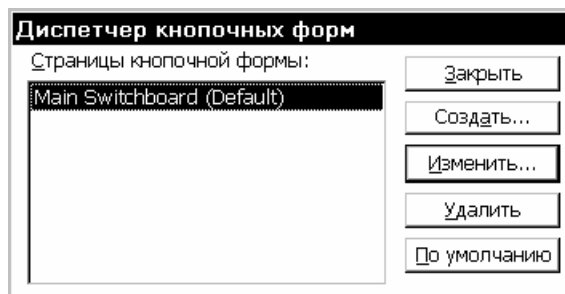 Диспетчер кнопочных форм
Страницы кнопочной формы:
Main Switchboard (Default)
Закрыть
Создать...
Изменить...
Удалить
По умолчанию